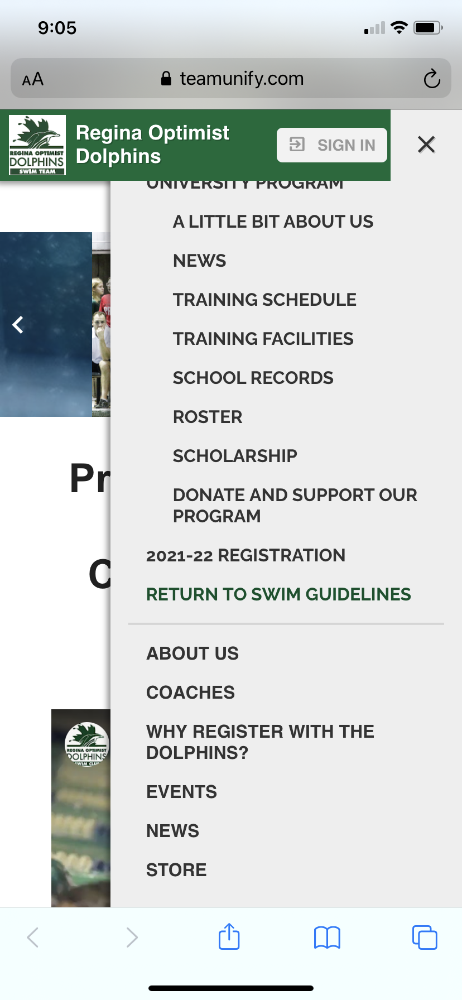 9:05
AA teamunify.com
REGINA OPTIMIST
DOLPHINS
SWIM TEAM
Regina Optimist
Dolphins
SIGN IN
UNIVERSITY PROGRAM
A LITTLE BIT ABOUT US
NEWS
TRAINING SCHEDULE
TRAINING FACILITIES
SCHOOL RECORDS
ROSTER
SCHOLARSHIP
DONATE AND SUPPORT OUR
PROGRAM
Pr
2021-22 REGISTRATION
C
RETURN TO SWIM GUIDELINES
ABOUT US
COACHES
WHY REGISTER WITH THE
DOLPHINS?
REGINA OPTIMIST
DOLPHINS
SWIM CLUB
EVENTS
NEWS
STORE